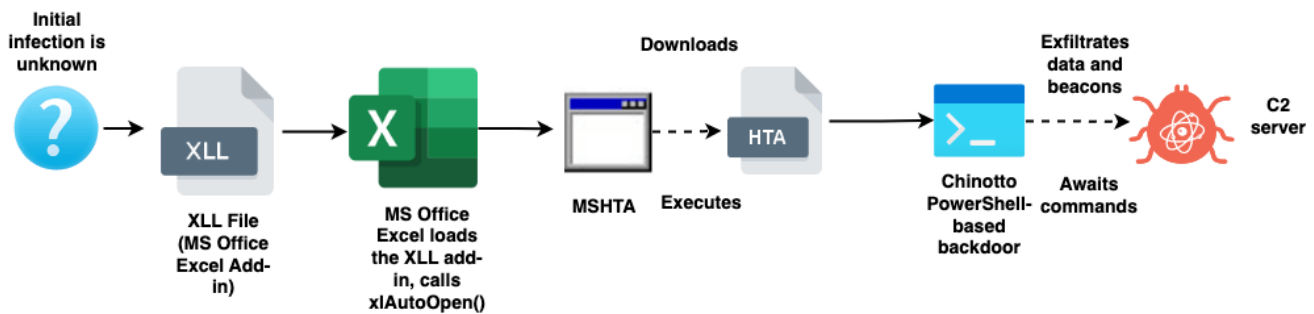 Initial
infection is
unknown
XLL
XLL File
(MS Office
Excel Add-
in)
X
MS Office
Excel loads
the XLL add-
in, calls
xlAutoOpen()
MSHTA
Downloads
Executes
HTA
Chinotto
PowerShell-
based
backdoor
Exfiltrates
data and
beacons
Awaits
commands
C2
server